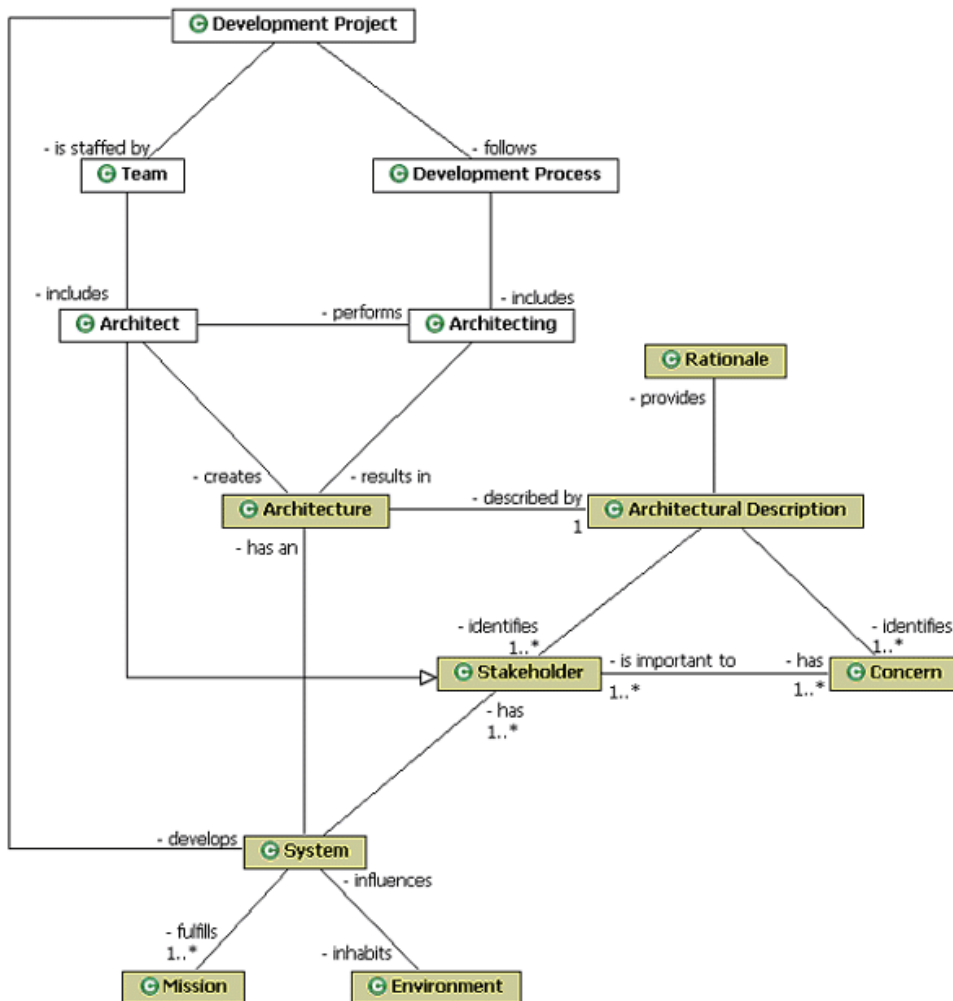 C Development Project
- is staffed by
- follows
C Team
C Development Process
- includes
- performs
- includes
C Architect
C Architecting
C Rationale
- provides
- creates
- results in
- described by
C Architecture
1
C Architectural Description
- has an
- identifies
1..*
- identifies
1..*
- is important to
- has
C Stakeholder
1..*
1..*
C Concern
- has
1..*
- develops
C System
- influences
- fulfills
1..*
- inhabits
C Mission
C Environment